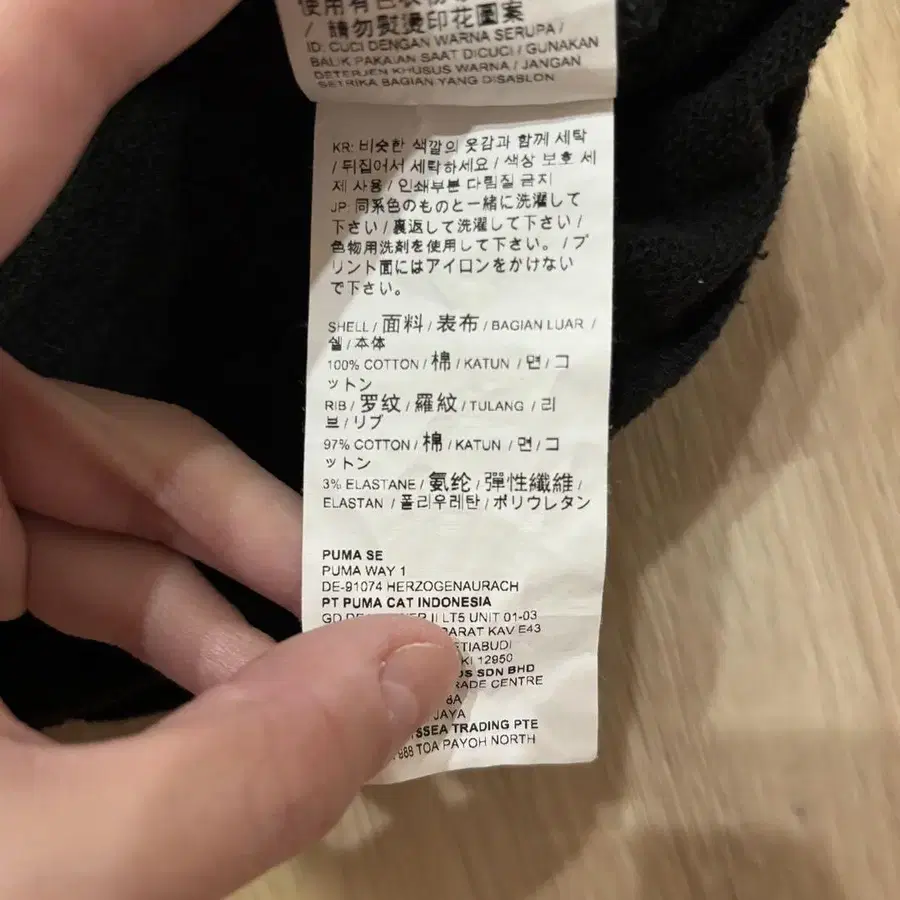 使用有色衣物
/ 請勿熨燙印花圖案
ID: CUCI DENGAN WARNA SERUPA /
BALIK PAKAIAN SAAT DICUCI / GUNAKAN
DETERJEN KHUSUS WARNA / JANGAN
SETRIKA BAGIAN YANG DISABLON
KR: 비슷한 색깔의 옷감과 함께 세탁
/ 뒤집어서 세탁하세요 / 색상 보호 세
제 사용 / 인쇄부분 다림질 금지
JP: 同系色のものと一緒に洗濯して
下さい / 裏返して洗濯して下さい /
色物用洗剤を使用して下さい。 / プ
リント面にはアイロンをかけない
で下さい。
SHELL / 面料 / 表布 / BAGIAN LUAR /
쉘 / 本体
100% COTTON / 棉 / KATUN / 면 / コ
ットン
RIB / 罗纹 / 羅紋 / TULANG / 리
브 / リブ
97% COTTON / 棉 / KATUN / 면 / コ
ットン
3% ELASTANE / 氨纶 / 彈性纖維 /
ELASTAN / 폴리우레탄 / ポリウレタン
PUMA SE
PUMA WAY 1
DE-91074 HERZOGENAURACH
PT PUMA CAT INDONESIA
GD II LT5 UNIT 01-03
KAV E43
12950
SDN BHD
CENTRE
JAYA
TRADING PTE
TOA PAYOH NORTH